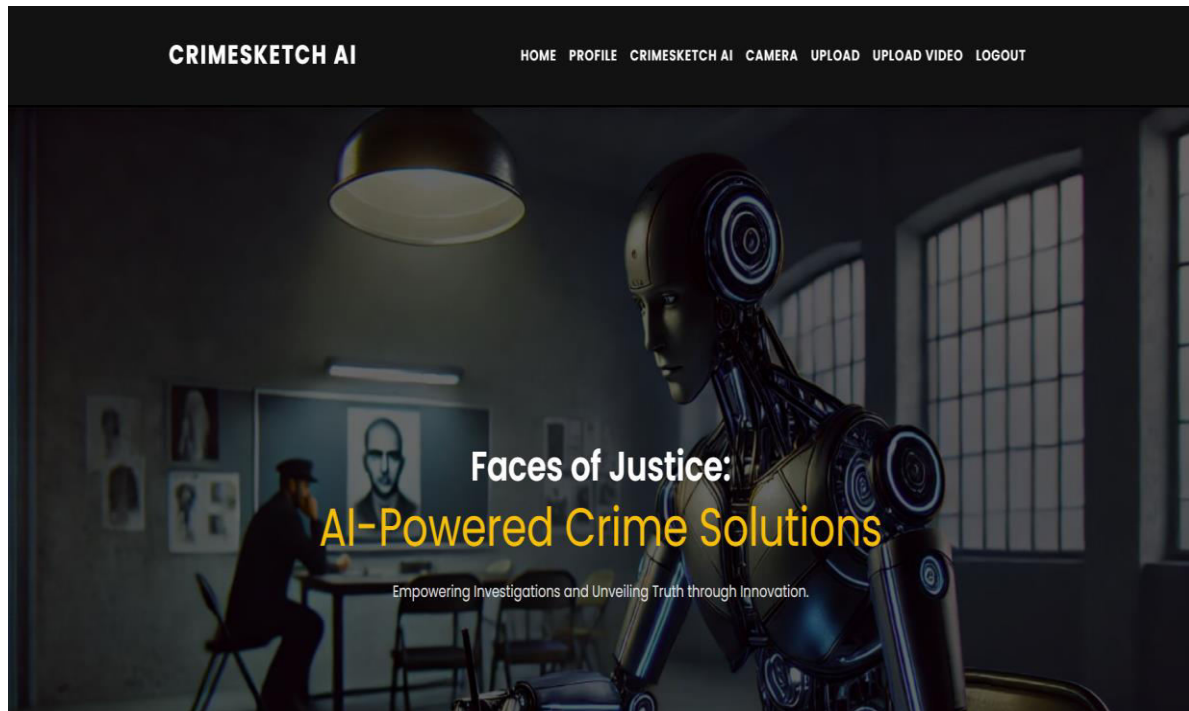 CRIMESKETCH AI
HOME PROFILE CRIMESKETCH AI CAMERA UPLOAD UPLOAD VIDEO LOGOUT
Faces of Justice:
AI-Powered Crime Solutions
Empowering Investigations and Unveiling Truth through Innovation.